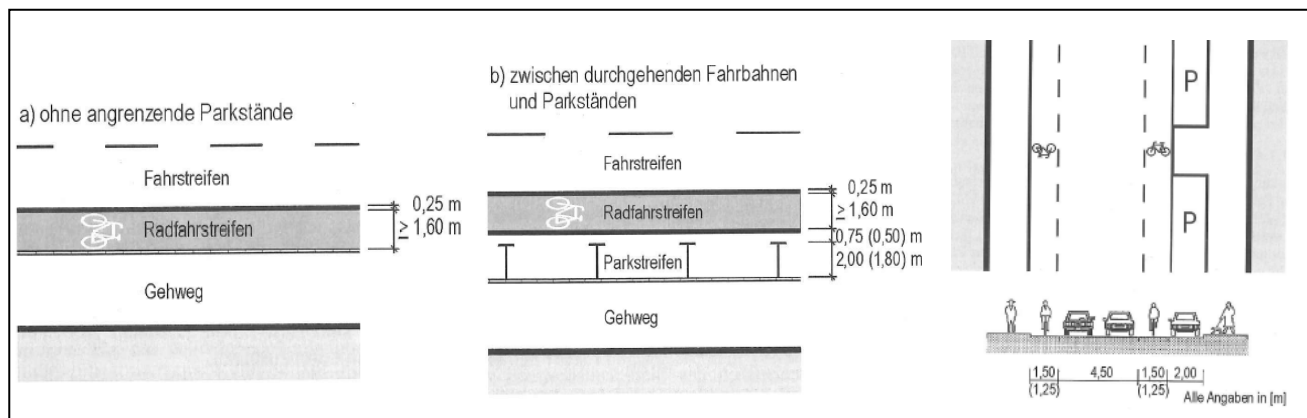 a) ohne angrenzende Parkstände
Fahrstreifen
Radfahrstreifen
Gehweg
0,25 m
≥ 1,60 m
b) zwischen durchgehenden Fahrbahnen
und Parkständen
Fahrstreifen
Radfahrstreifen
Parkstreifen
Gehweg
0,25 m
≥ 1,60 m
0,75 (0,50) m
2,00 (1,80) m
P
P
1,50 4,50 1,50 2,00
(1,25) (1,25)
Alle Angaben in [m]